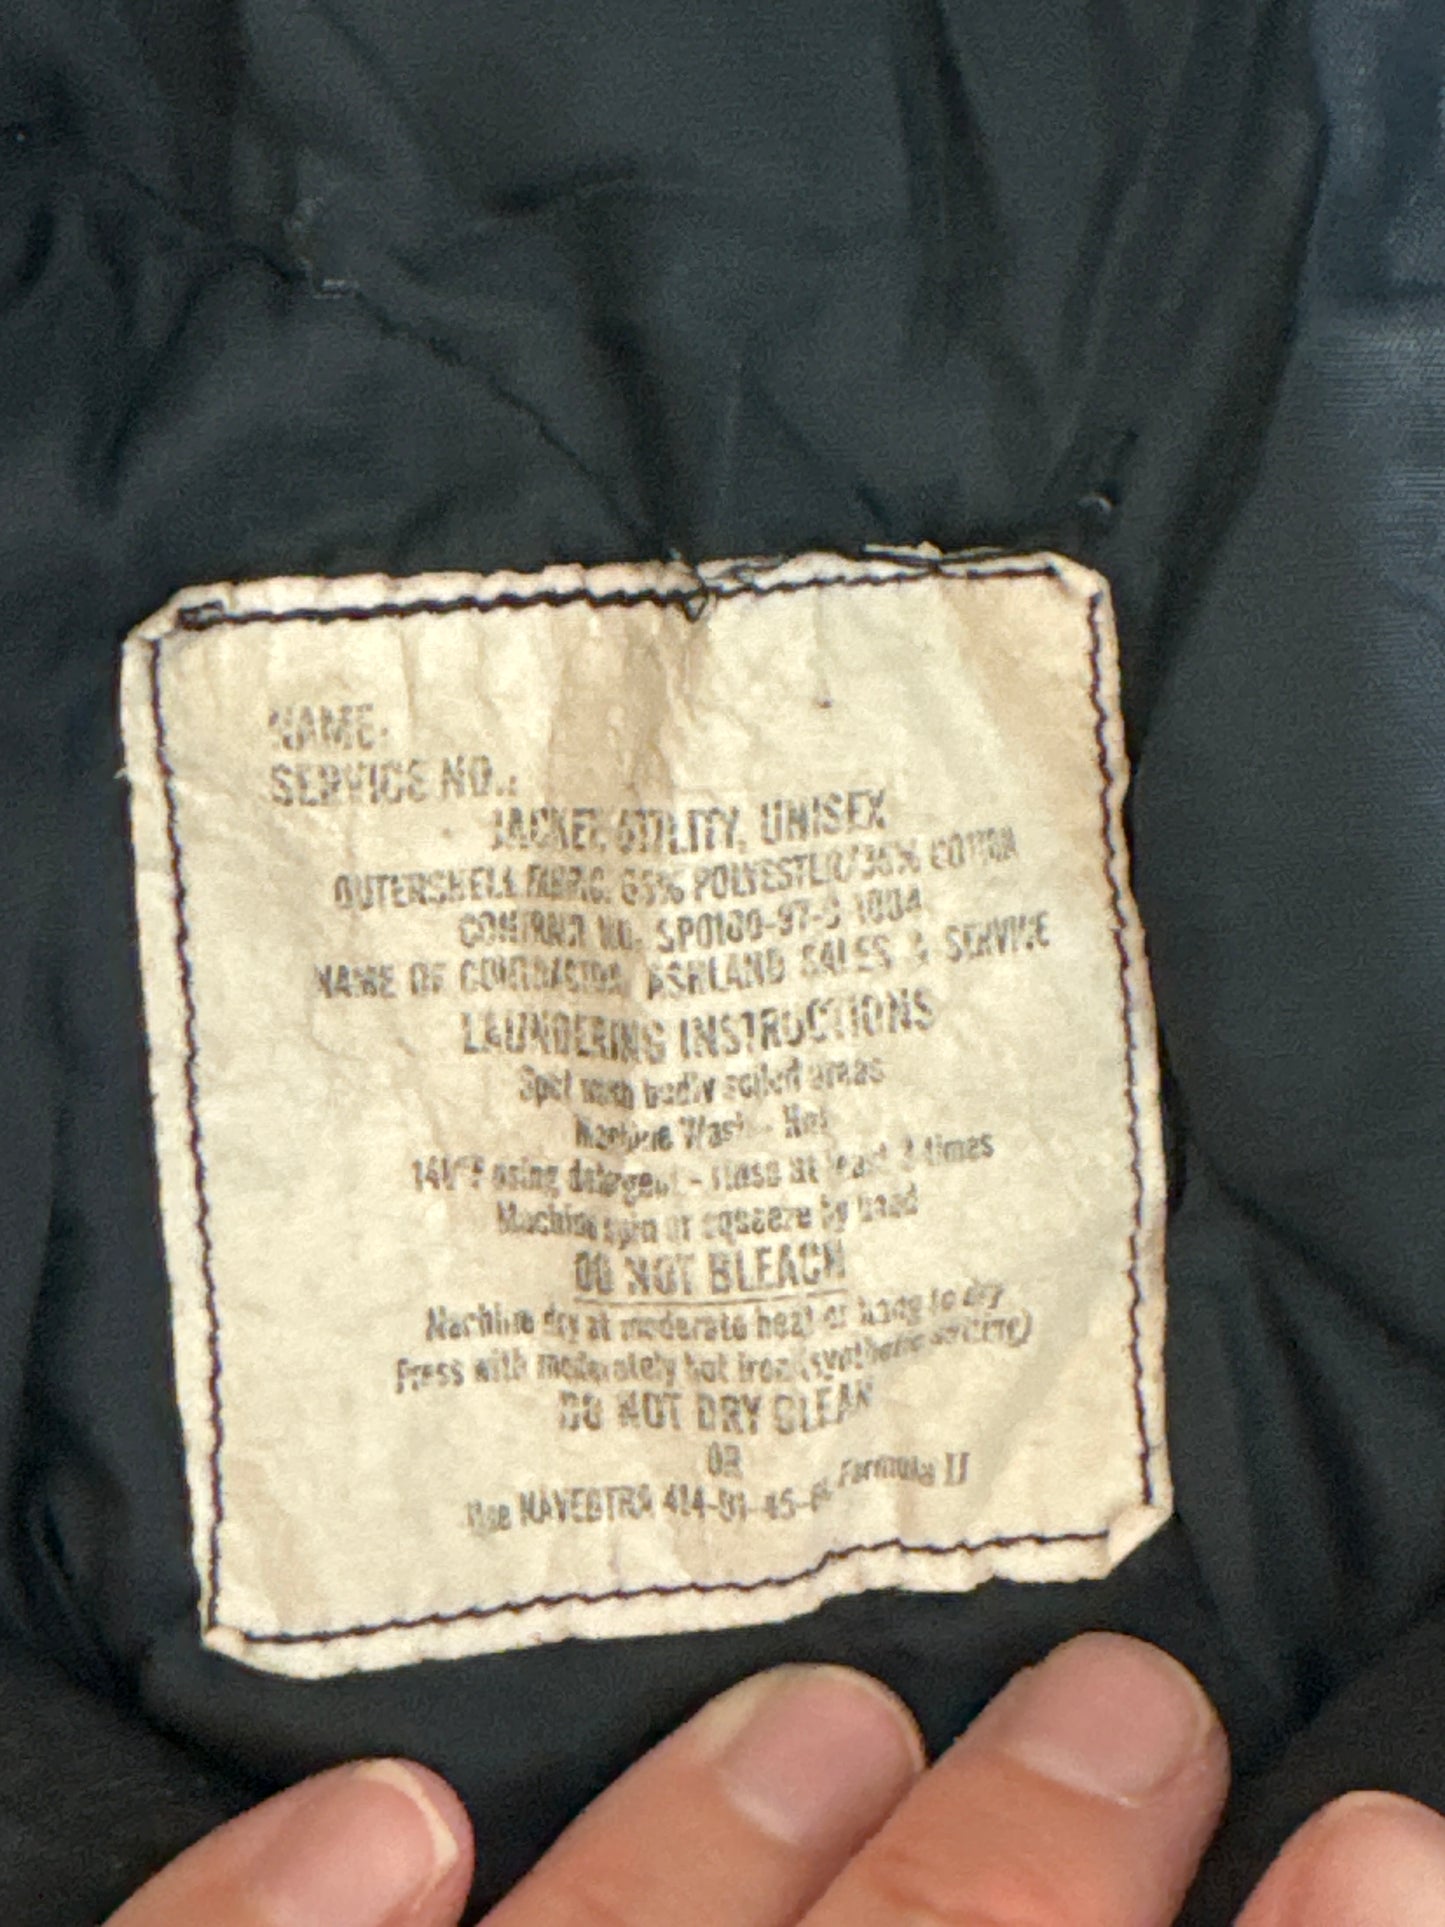 NAME:
SERVICE NO.:
JACKET, UTILITY, UNISEX
OUTERSHELL FABRIC: 65% POLYESTER/35% COTTON
CONTRACT NO: SP0100-97-C 1004
NAME OF CONTRACTOR: ASHLAND SALES & SERVICE
LAUNDERING INSTRUCTIONS
Spot wash badly soiled areas
Machine Wash - Hot
140°F using detergent - rinse at least 3 times
Machine spin or squeeze by hand
DO NOT BLEACH
Machine dry at moderate heat or hang to dry
Press with moderately hot iron (synthetic setting)
DO NOT DRY CLEAN
OR
Use NAVEDTRA 414-01-45- Formula II